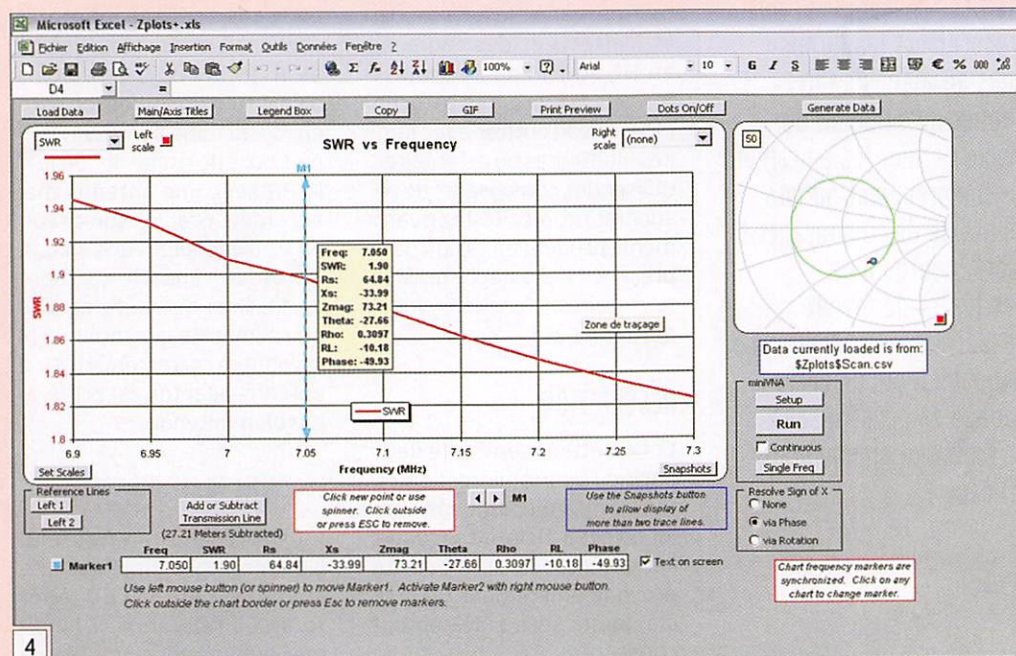 Microsoft Excel - Zplots+.xls
Fichier Edition Affichage Insertion Format Outils Données Fenêtre ?
100% Arial 10 G I S € % 000
D4 =
Load Data Main/Axis Titles Legend Box Copy GIF Print Preview Dots On/Off Generate Data
SWR Left scale SWR vs Frequency Right scale (none)
50
M1
1.96
1.94
1.92
1.9
1.88
1.86
1.84
1.82
1.8
SWR
Freq: 7.050
SWR: 1.90
Rs: 64.84
Xs: -33.99
Zmag: 73.21
Theta: -27.66
Rho: 0.3097
RL: -10.18
Phase: -49.93
Zone de traçage
SWR
6.9 6.95 7 7.05 7.1 7.15 7.2 7.25 7.3
Frequency (MHz)
Set Scales Snapshots
Data currently loaded is from:
$Zplots$Scan.csv
miniVNA
Setup
Run
Continuous
Single Freq
Reference Lines
Left 1
Left 2
Add or Subtract
Transmission Line
(27.21 Meters Subtracted)
Click new point or use
spinner. Click outside
or press ESC to remove.
M1
Use the Snapshots button
to allow display of
more than two trace lines.
Resolve Sign of X
None
via Phase
via Rotation
Freq SWR Rs Xs Zmag Theta Rho RL Phase
Marker1 7.050 1.90 64.84 -33.99 73.21 -27.66 0.3097 -10.18 -49.93 Text on screen
Use left mouse button (or spinner) to move Marker1. Activate Marker2 with right mouse button.
Click outside the chart border or press Esc to remove markers.
Chart frequency markers are
synchronized. Click on any
chart to change marker.
4